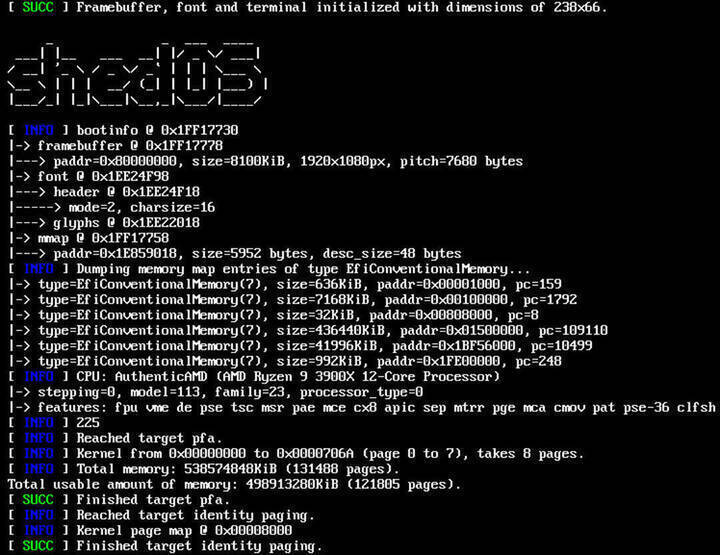 [ SUCC ] Framebuffer, font and terminal initialized with dimensions of 238x66.
shedOS
[ INFO ] bootinfo @ 0x1FF17730
|-> framebuffer @ 0x1FF17778
|---> paddr=0x80000000, size=8100KiB, 1920x1080px, pitch=7680 bytes
|-> font @ 0x1EE24F98
|---> header @ 0x1EE24F18
|-----> mode=2, charsize=16
|---> glyphs @ 0x1EE22018
|-> mmap @ 0x1FF17758
|---> paddr=0x1E859018, size=5952 bytes, desc_size=48 bytes
[ INFO ] Dumping memory map entries of type EfiConventionalMemory...
|-> type=EfiConventionalMemory(7), size=636KiB, paddr=0x00001000, pc=159
|-> type=EfiConventionalMemory(7), size=7168KiB, paddr=0x00100000, pc=1792
|-> type=EfiConventionalMemory(7), size=32KiB, paddr=0x00808000, pc=8
|-> type=EfiConventionalMemory(7), size=436440KiB, paddr=0x01500000, pc=109110
|-> type=EfiConventionalMemory(7), size=41996KiB, paddr=0x1BF56000, pc=10499
|-> type=EfiConventionalMemory(7), size=992KiB, paddr=0x1FE00000, pc=248
[ INFO ] CPU: AuthenticAMD (AMD Ryzen 9 3900X 12-Core Processor)
|-> stepping=0, model=113, family=23, processor_type=0
|-> features: fpu vme de pse tsc msr pae mce cx8 apic sep mtrr pge mca cmov pat pse-36 clfsh
[ INFO ] 225
[ INFO ] Reached target pfa.
[ INFO ] Kernel from 0x00000000 to 0x0000706A (page 0 to 7), takes 8 pages.
[ INFO ] Total memory: 538574848KiB (131488 pages).
Total usable amount of memory: 498913280KiB (121805 pages).
[ SUCC ] Finished target pfa.
[ INFO ] Reached target identity paging.
[ INFO ] Kernel page map @ 0x00008000
[ SUCC ] Finished target identity paging.